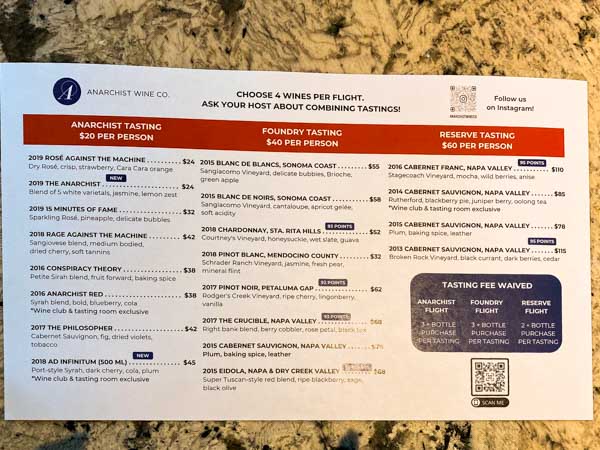 A
ANARCHIST WINE CO.
CHOOSE 4 WINES PER FLIGHT.
ASK YOUR HOST ABOUT COMBINING TASTINGS!
Follow us
on Instagram!
ANARCHIST TASTING
$20 PER PERSON
2019 ROSÉ AGAINST THE MACHINE $24
Dry Rosé, crisp, strawberry, Cara Cara orange
NEW
2019 THE ANARCHIST $24
Blend of 5 white varietals, jasmine, lemon zest
2019 15 MINUTES OF FAME $32
Sparkling Rosé, pineapple, delicate bubbles
2018 RAGE AGAINST THE MACHINE $42
Sangiovese blend, medium bodied,
dried cherry, soft tannins
2016 CONSPIRACY THEORY $38
Petite Sirah blend, fruit forward, baking spice
2016 ANARCHIST RED $38
Syrah blend, bold, blueberry, cola
*Wine club & tasting room exclusive
2017 THE PHILOSOPHER $42
Cabernet Sauvignon, fig, dried violets,
tobacco
NEW
2018 AD INFINITUM (500 ML) $45
Port-style Syrah, dark cherry, cola, plum
*Wine club & tasting room exclusive
FOUNDRY TASTING
$40 PER PERSON
2015 BLANC DE BLANCS, SONOMA COAST $55
Sangiacomo Vineyard, delicate bubbles, Brioche,
green apple
2015 BLANC DE NOIRS, SONOMA COAST $58
Sangiacomo Vineyard, cantaloupe, apricot gelée,
soft acidity
93 POINTS
2018 CHARDONNAY, STA. RITA HILLS $52
Courtney's Vineyard, honeysuckle, wet slate, guava
2018 PINOT BLANC, MENDOCINO COUNTY $32
Schrader Ranch Vineyard, jasmine, fresh pear,
mineral flint
92 POINTS
2017 PINOT NOIR, PETALUMA GAP $62
Rodger's Creek Vineyard, ripe cherry, lingonberry,
vanilla
2017 THE CRUCIBLE, NAPA VALLEY $68
Right bank blend, berry cobbler, rose petal, black tea
2015 CABERNET SAUVIGNON, NAPA VALLEY
Plum, baking spice, leather
2015 EIDOLA, NAPA & DRY CREEK VALLEY $68
Super Tuscan-style red blend, ripe blackberry, sage,
black olive
RESERVE TASTING
$60 PER PERSON
95 POINTS
2016 CABERNET FRANC, NAPA VALLEY $110
Stagecoach Vineyard, mocha, wild berries, anise
2014 CABERNET SAUVIGNON, NAPA VALLEY $85
Rutherford, blackberry pie, juniper berry, oolong tea
*Wine club & tasting room exclusive
2015 CABERNET SAUVIGNON, NAPA VALLEY $78
Plum, baking spice, leather
95 POINTS
2013 CABERNET SAUVIGNON, NAPA VALLEY $115
Broken Rock Vineyard, black currant, dark berries, cedar
TASTING FEE WAIVED
ANARCHIST
FLIGHT
3 + BOTTLE
PURCHASE
PER TASTING
FOUNDRY
FLIGHT
3 + BOTTLE
PURCHASE
PER TASTING
RESERVE
FLIGHT
2 + BOTTLE
PURCHASE
PER TASTING
SCAN ME